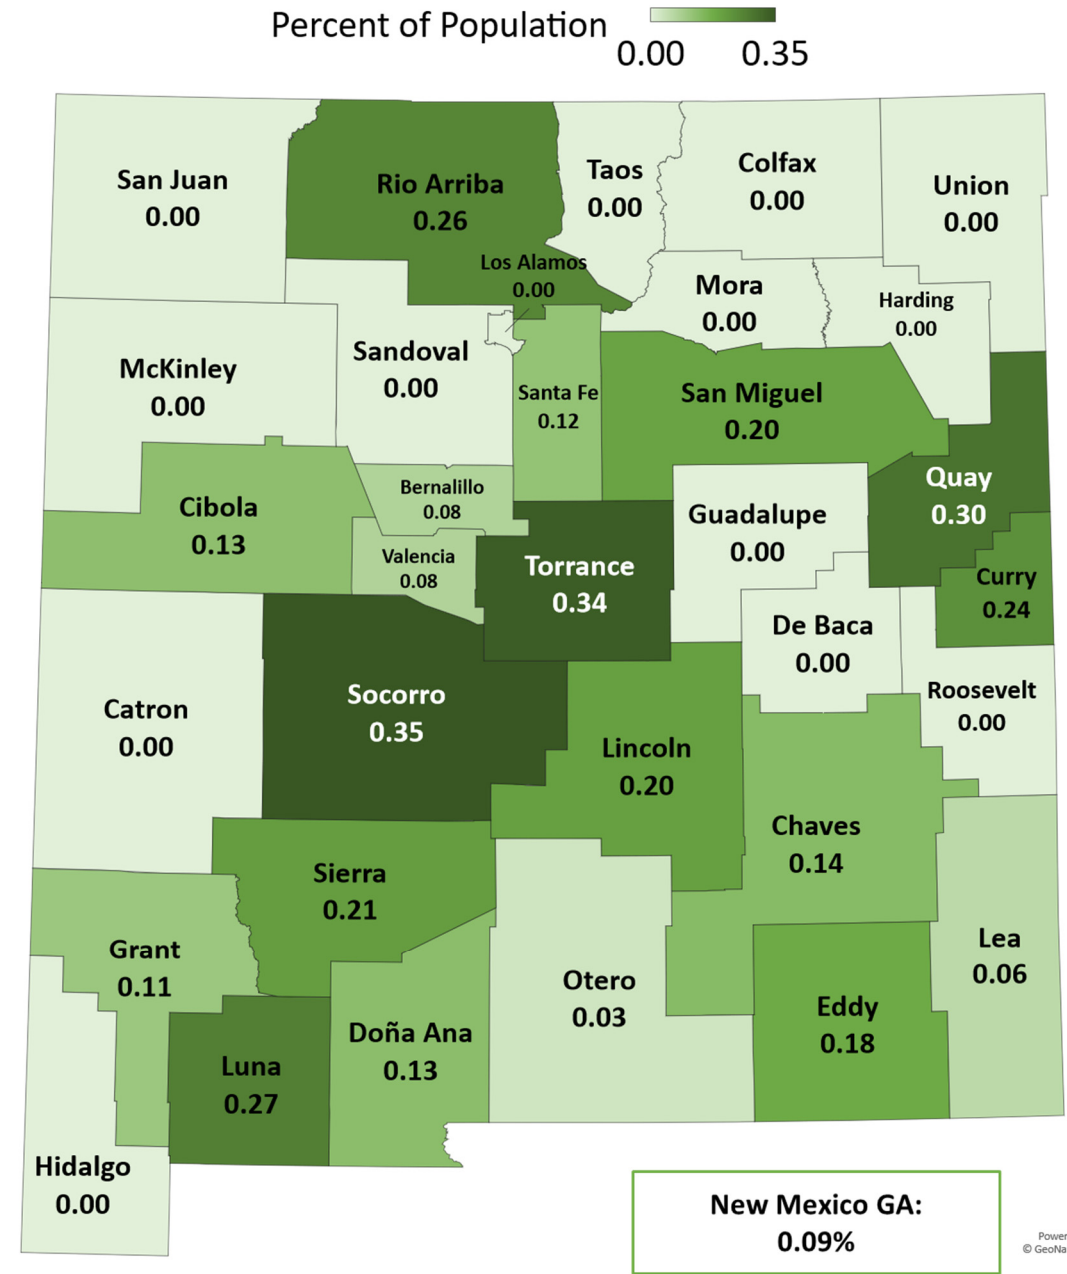 Percent of Population
0.00 0.35
San Juan
0.00
Rio Arriba
0.26
Taos
0.00
Colfax
0.00
Union
0.00
Los Alamos
0.00
Mora
0.00
Harding
0.00
McKinley
0.00
Sandoval
0.00
Santa Fe
0.12
San Miguel
0.20
Quay
0.30
Cibola
0.13
Bernalillo
0.08
Guadalupe
0.00
Valencia
0.08
Torrance
0.34
Curry
0.24
De Baca
0.00
Catron
0.00
Socorro
0.35
Roosevelt
0.00
Lincoln
0.20
Chaves
0.14
Sierra
0.21
Grant
0.11
Lea
0.06
Otero
0.03
Eddy
0.18
Doña Ana
0.13
Luna
0.27
Hidalgo
0.00
New Mexico GA:
0.09%
Power
© GeoNa